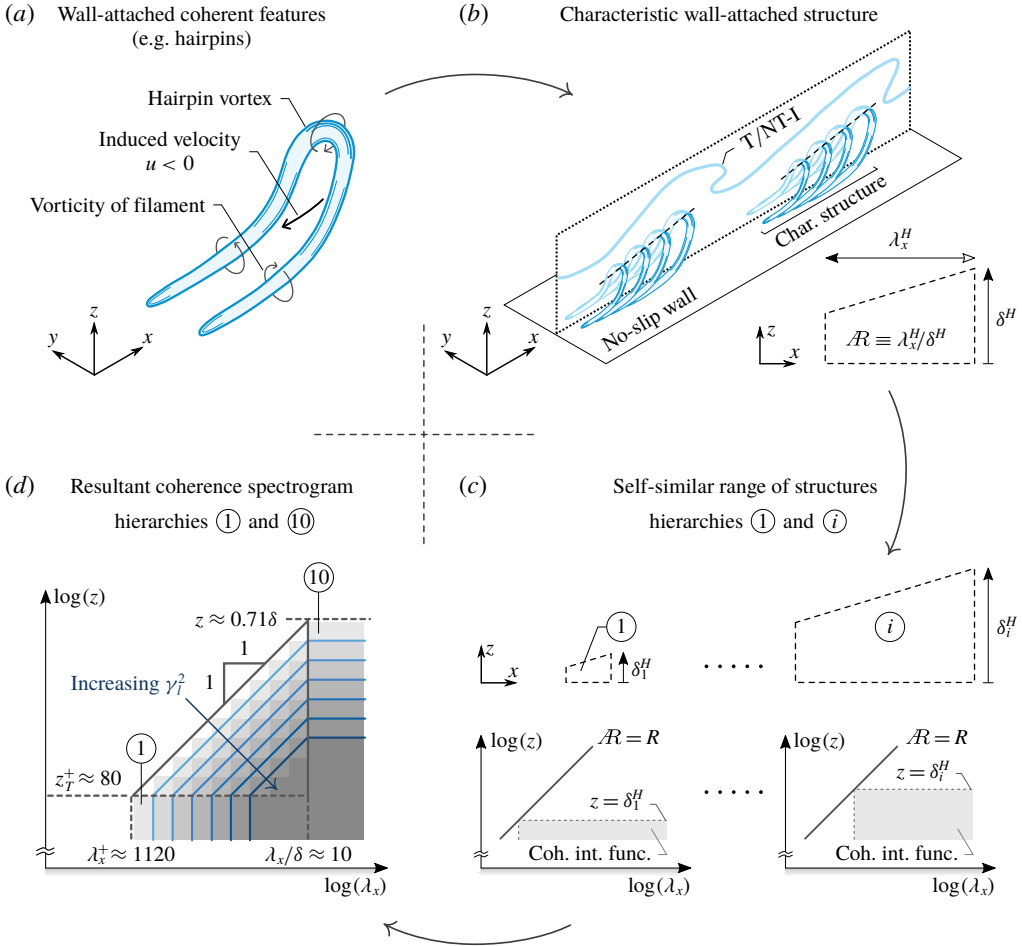 (a) Wall-attached coherent features
(e.g. hairpins)
Hairpin vortex
Induced velocity
u < 0
Vorticity of filament
z
y
x
(b) Characteristic wall-attached structure
T/NT-I
Char. structure
No-slip wall
z
y
x
λ_x^H
δ^H
z
x
Æ ≡ λ_x^H/δ^H
(d) Resultant coherence spectrogram
hierarchies 1 and 10
log(z)
10
z ≈ 0.71δ
1
1
Increasing γ_l^2
1
z_T^+ ≈ 80
λ_x^+ ≈ 1120
λ_x/δ ≈ 10
log(λ_x)
(c) Self-similar range of structures
hierarchies 1 and i
z
x
1
δ_1^H
i
δ_i^H
log(z)
AR = R
z = δ_1^H
Coh. int. func.
log(λ_x)
log(z)
AR = R
z = δ_i^H
Coh. int. func.
log(λ_x)